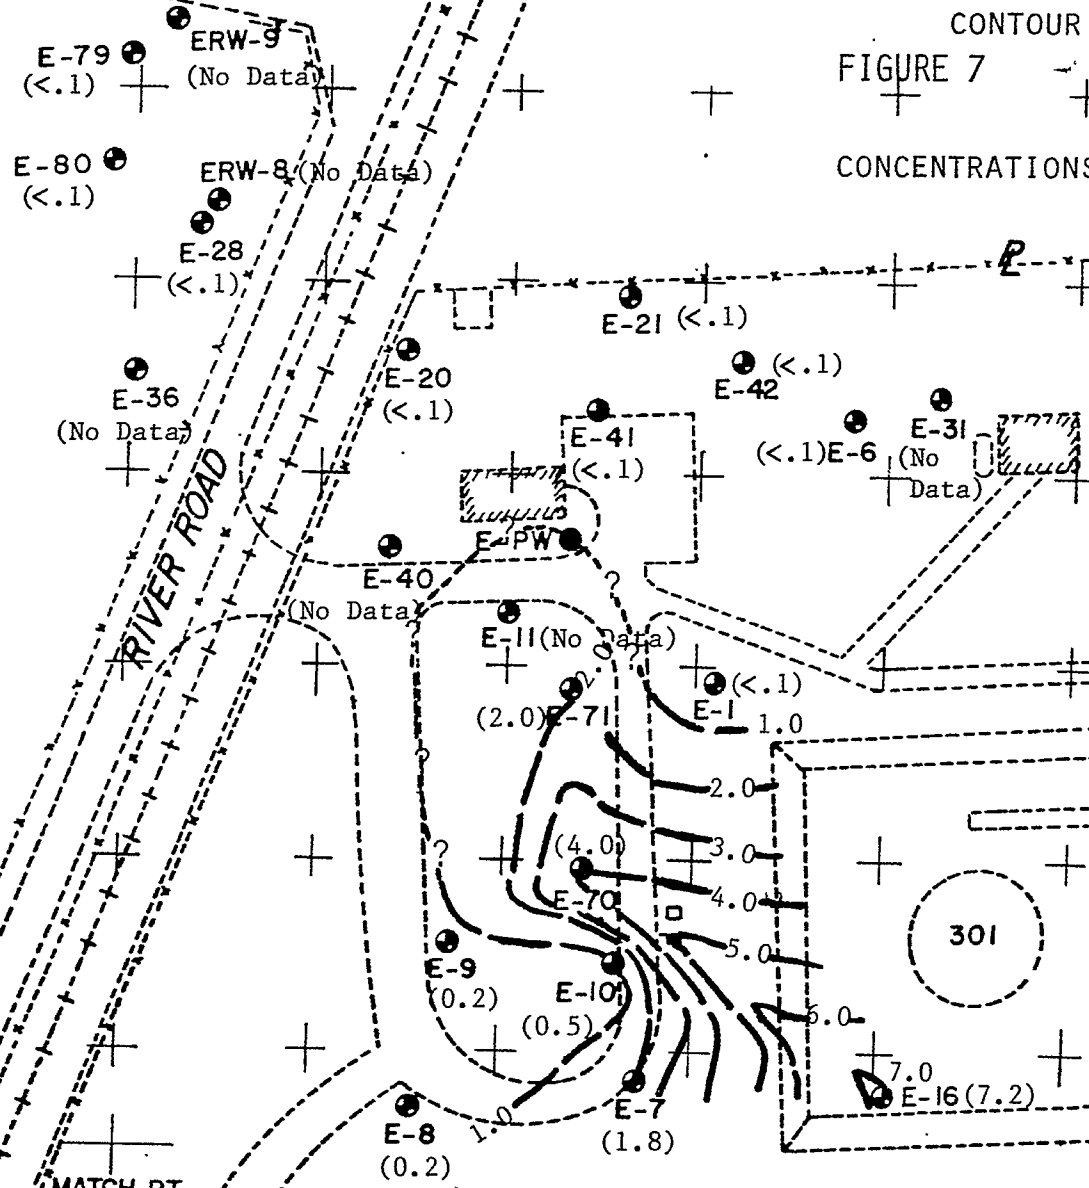 CONTOUR
FIGURE 7
CONCENTRATIONS
ERW-9
(No Data)
E-79
(<.1)
E-80
(<.1)
ERW-8 (No Data)
E-28
(<.1)
E-21 (<.1)
E-20
(<.1)
E-42 (<.1)
E-36
(No Data)
E-41
(<.1)
(<.1) E-6
E-31
(No
Data)
RIVER ROAD
?
E-PW
E-40
(No Data)
?
?
E-11 (No Data)
?
2.0
E-1 (<.1)
(2.0) E-71
1.0
?
2.0
?
(4.0)
3.0
E-70
4.0
301
5.0
E-9
(0.2)
E-10
(0.5)
6.0
7.0
E-16 (7.2)
E-7
(1.8)
E-8
(0.2)
1.0
MATCH PT